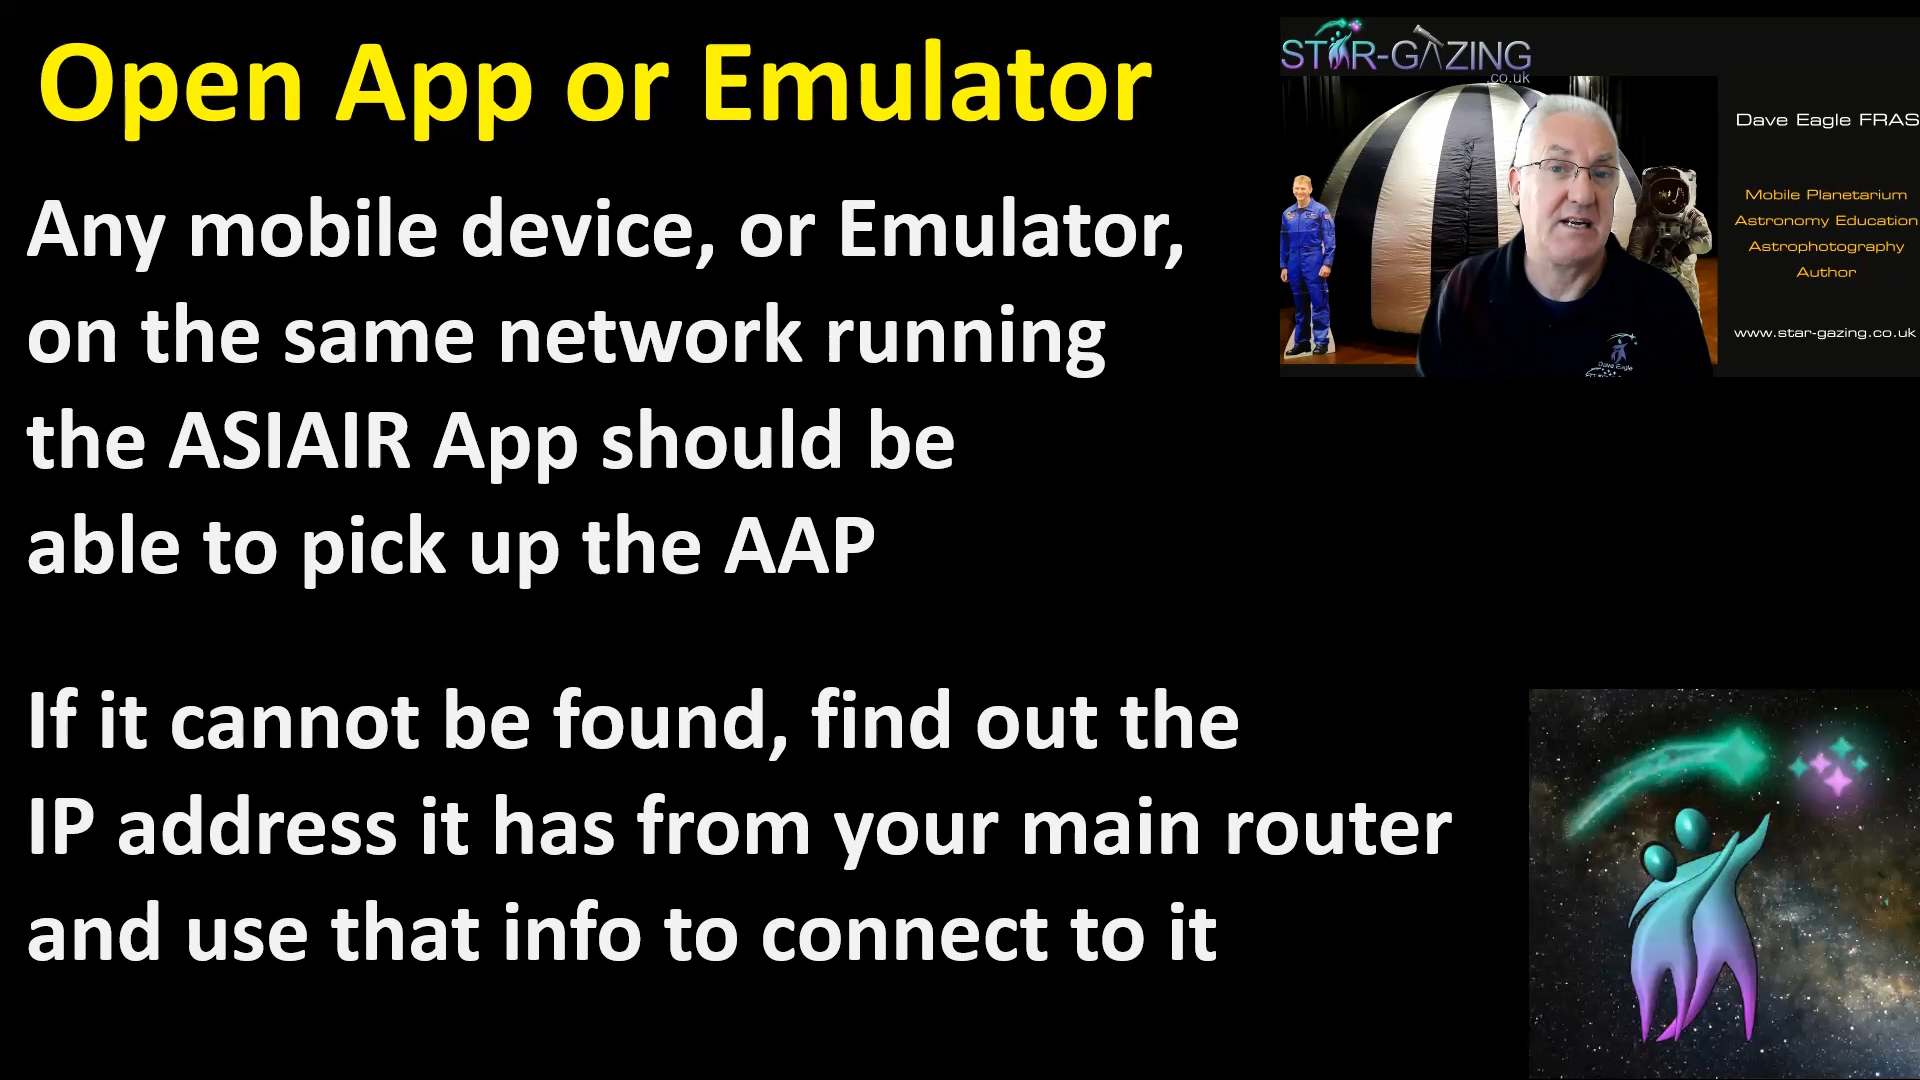 Open App or Emulator
Any mobile device, or Emulator,
on the same network running
the ASIAIR App should be
able to pick up the AAP
If it cannot be found, find out the
IP address it has from your main router
and use that info to connect to it
STAR-GAZING
.co.uk
Dave Eagle FRAS
Mobile Planetarium
Astronomy Education
Astrophotography
Author
www.star-gazing.co.uk
Dave Eagle